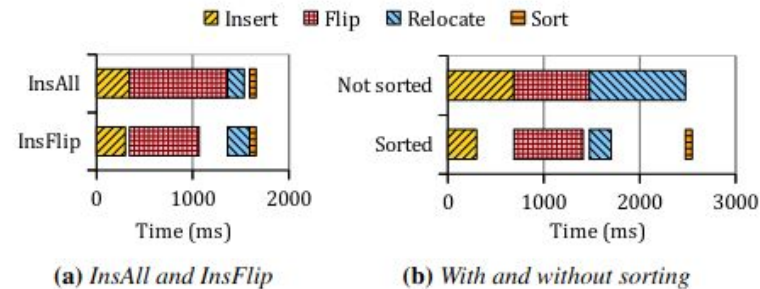 Insert Flip Relocate Sort
InsAll
InsFlip
0 1000 2000
Time (ms)
(a) InsAll and InsFlip
Not sorted
Sorted
0 1000 2000 3000
Time (ms)
(b) With and without sorting